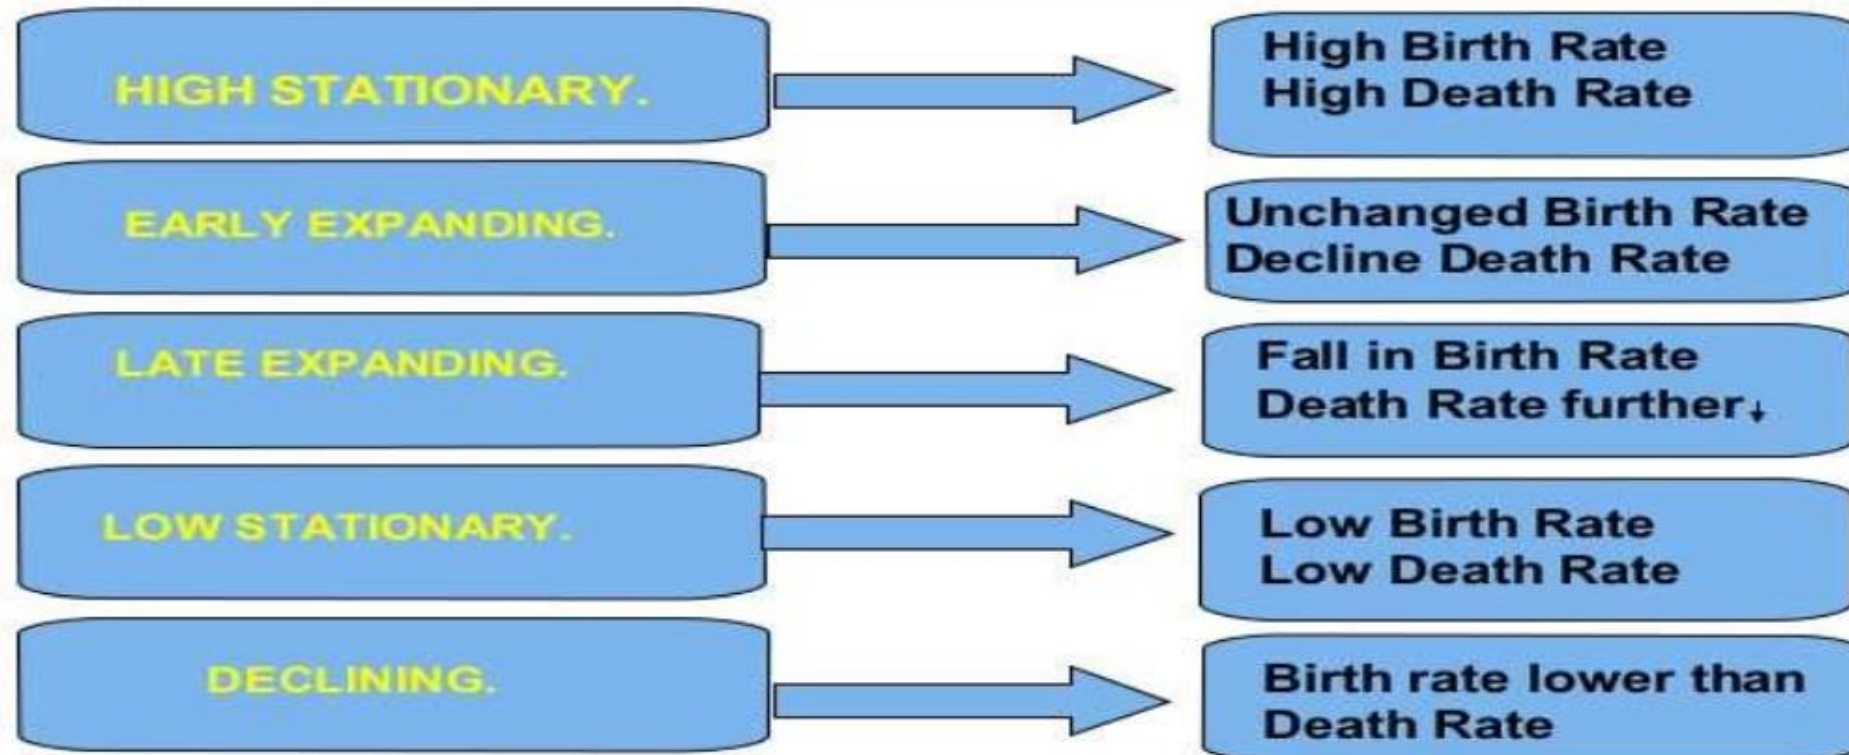 HIGH STATIONARY.
High Birth Rate
High Death Rate
EARLY EXPANDING.
Unchanged Birth Rate
Decline Death Rate
LATE EXPANDING.
Fall in Birth Rate
Death Rate further↓
LOW STATIONARY.
Low Birth Rate
Low Death Rate
DECLINING.
Birth rate lower than
Death Rate